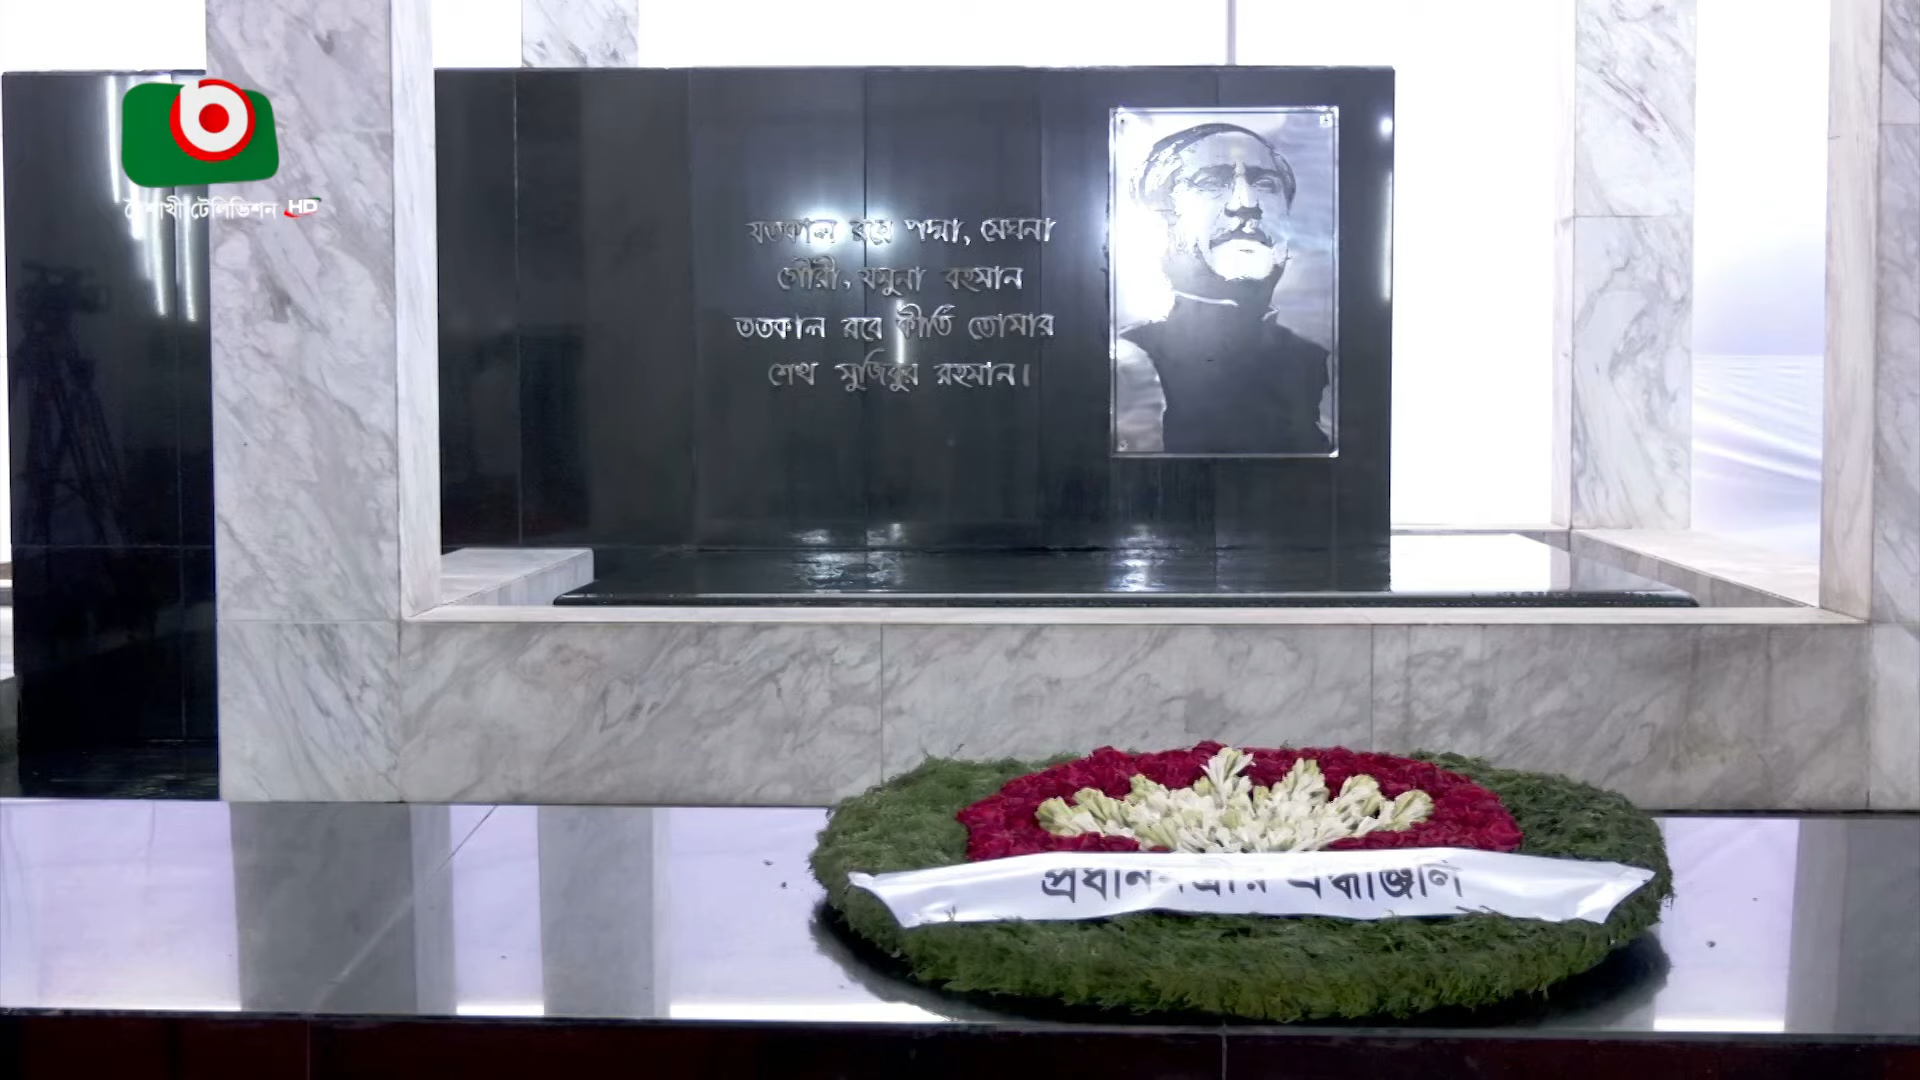 বৈশাখী টেলিভিশন HD
যতকাল রবে পদ্মা, মেঘনা
গৌরী, যমুনা বহমান
ততকাল রবে কীর্তি তোমার
শেখ মুজিবুর রহমান।
প্রধানমন্ত্রীর শ্রদ্ধাঞ্জলি